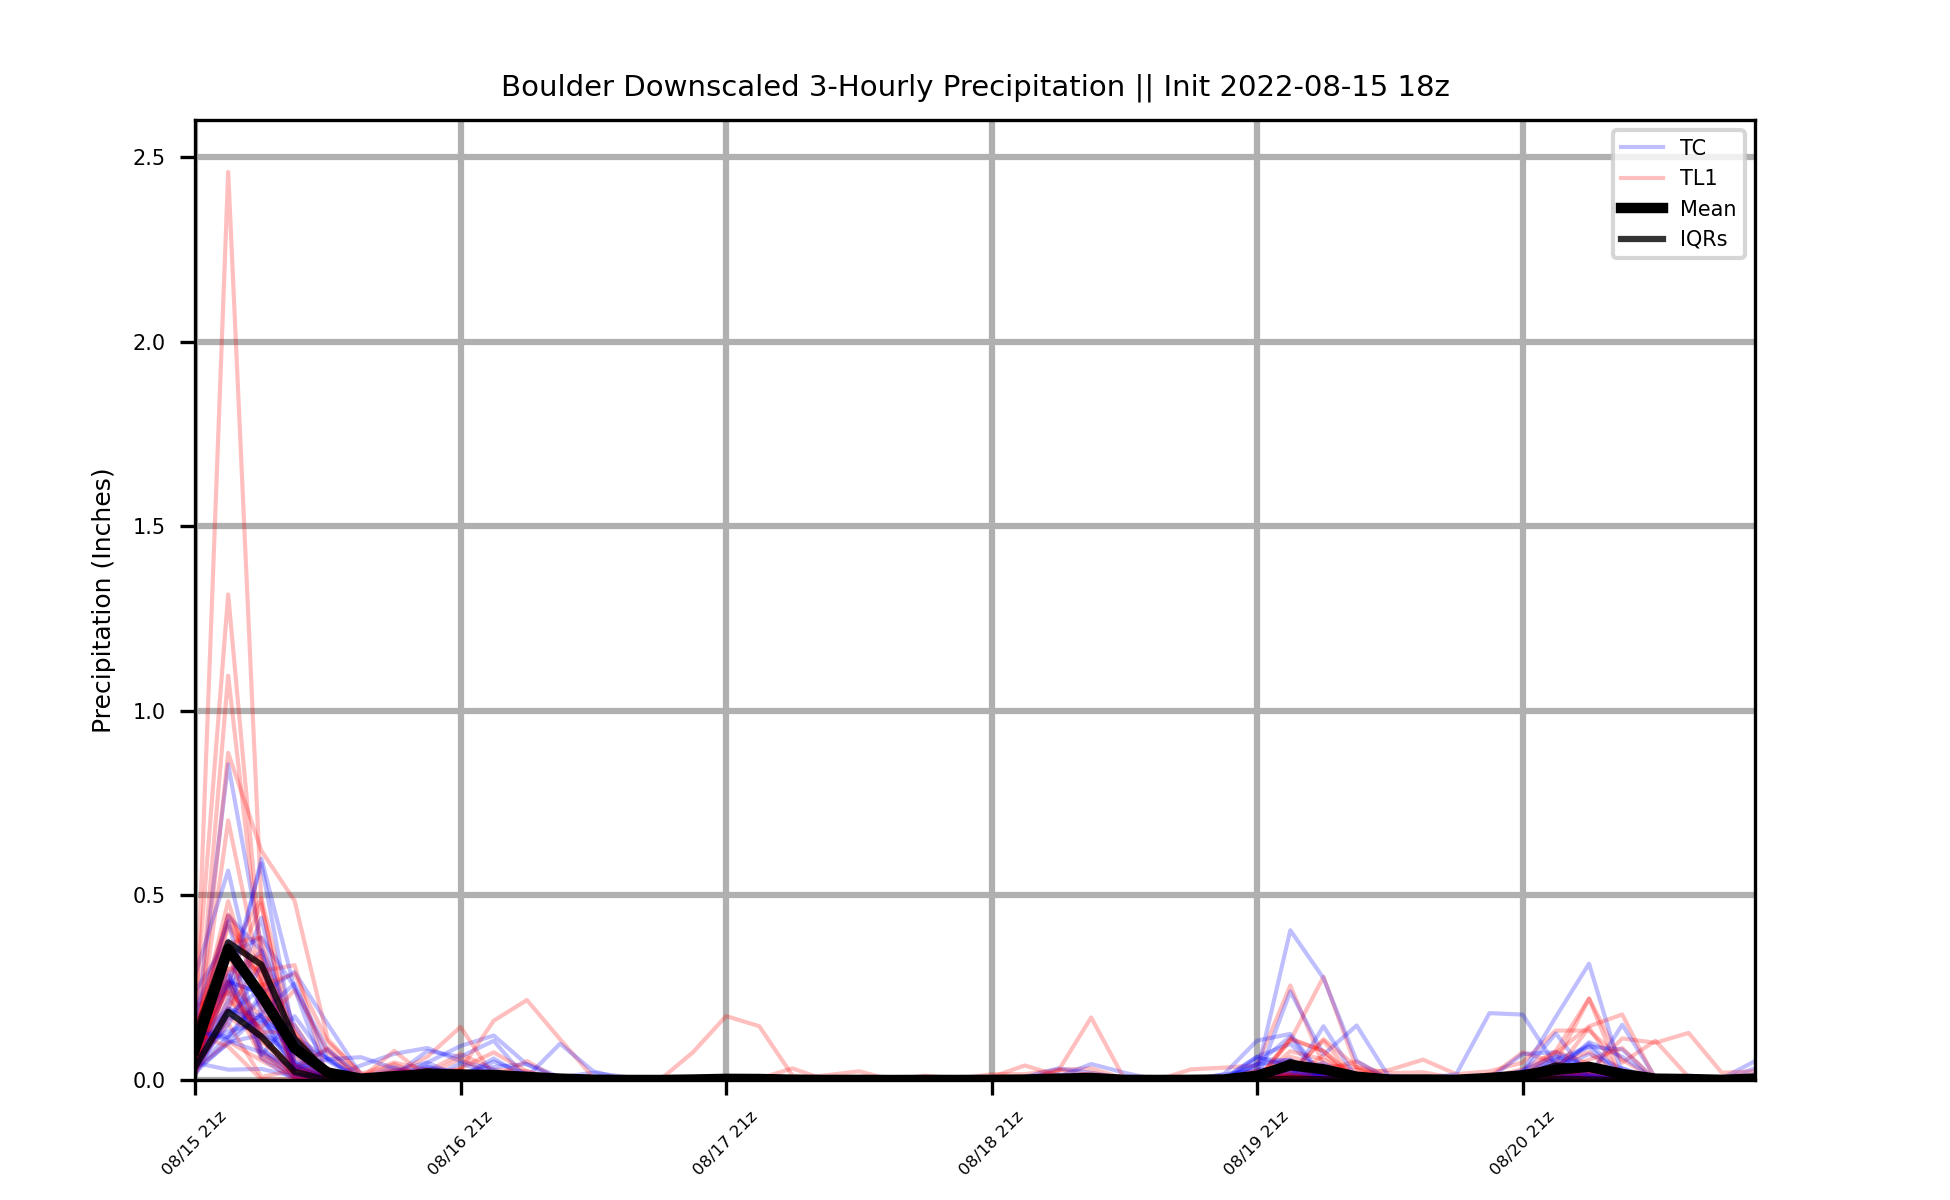 Boulder Downscaled 3-Hourly Precipitation || Init 2022-08-15 18z
TC
TL1
Mean
IQRs
Precipitation (Inches)
2.5
2.0
1.5
1.0
0.5
0.0
08/15 21z
08/16 21z
08/17 21z
08/18 21z
08/19 21z
08/20 21z